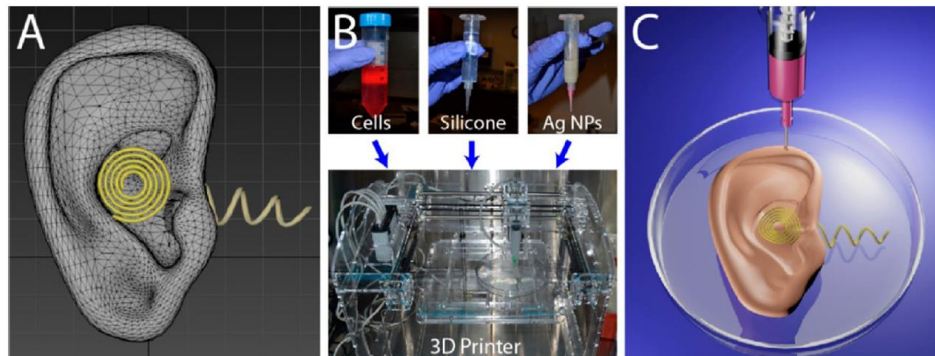 A
B
C
Cells
Silicone
Ag NPs
3D Printer